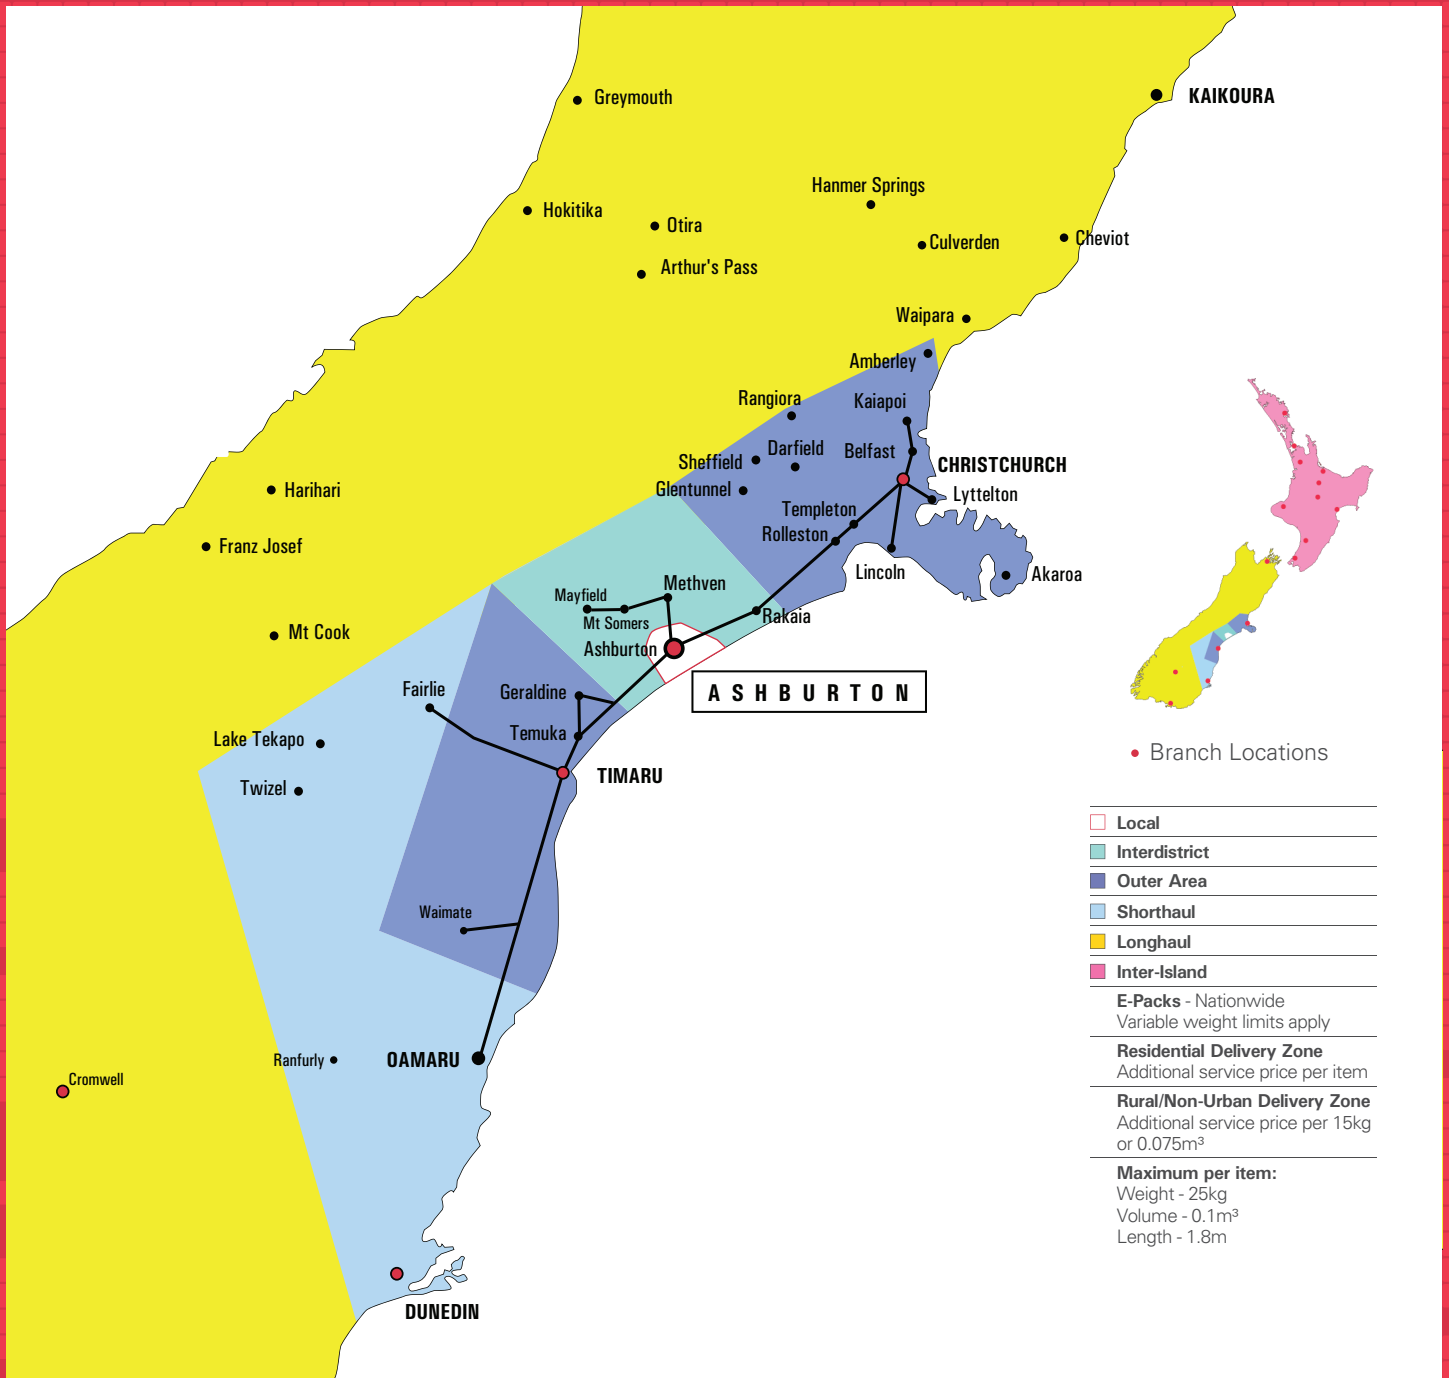 Greymouth
KAIKOURA
Hanmer Springs
Hokitika
Otira
Culverden
Cheviot
Arthur's Pass
Waipara
Amberley
Rangiora
Kaiapoi
Darfield
Belfast
Sheffield
CHRISTCHURCH
Glentunnel
Lyttelton
Harihari
Templeton
Rolleston
Franz Josef
Lincoln
Akaroa
Methven
Mayfield
Mt Somers
Rakaia
Mt Cook
Ashburton
Fairlie
Geraldine
ASHBURTON
Temuka
Lake Tekapo
TIMARU
Twizel
Waimate
Ranfurly
OAMARU
Cromwell
DUNEDIN
Branch Locations
Local
Interdistrict
Outer Area
Shorthaul
Longhaul
Inter-Island
E-Packs - Nationwide
Variable weight limits apply
Residential Delivery Zone
Additional service price per item
Rural/Non-Urban Delivery Zone
Additional service price per 15kg
or 0.075m³
Maximum per item:
Weight - 25kg
Volume - 0.1m³
Length - 1.8m